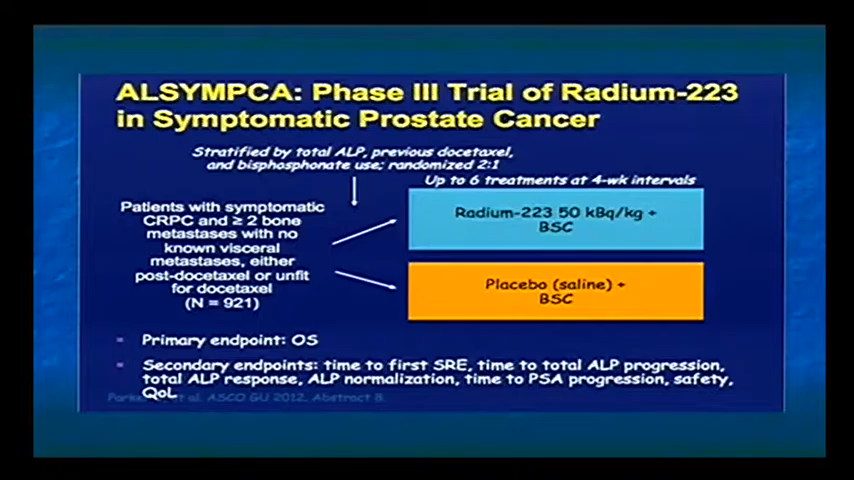 ALSYMPCA: Phase III Trial of Radium-223
in Symptomatic Prostate Cancer
Stratified by total ALP, previous docetaxel,
and bisphosphonate use; randomized 2:1
Up to 6 treatments at 4-wk intervals
Patients with symptomatic
CRPC and ≥ 2 bone
metastases with no
known visceral
metastases, either
post-docetaxel or unfit
for docetaxel
(N = 921)
Radium-223 50 kBq/kg +
BSC
Placebo (saline) +
BSC
Primary endpoint: OS
Secondary endpoints: time to first SRE, time to total ALP progression,
total ALP response, ALP normalization, time to PSA progression, safety,
QoL
al. ASCO GU 2012. Abstract 8.